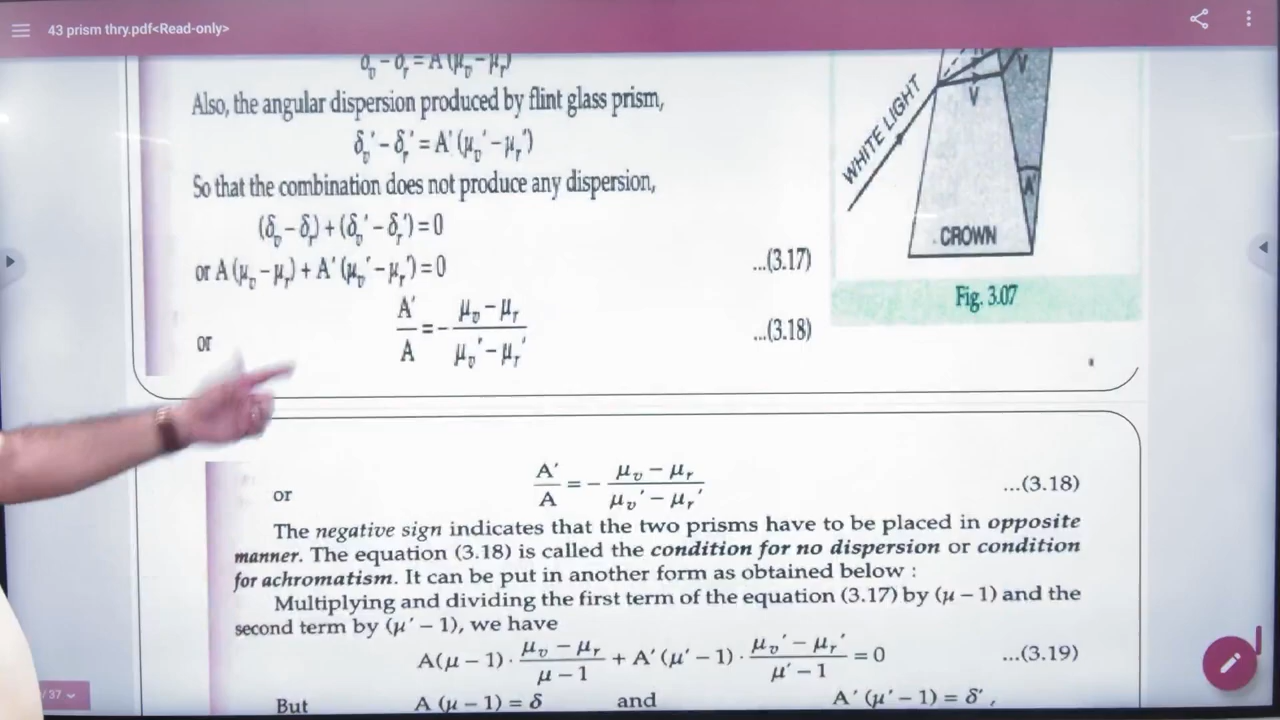 43 prism thry.pdf<Read-only>
δᵥ − δᵣ = A (μᵥ − μᵣ)
Also, the angular dispersion produced by flint glass prism,
δᵥ' − δᵣ' = A' (μᵥ' − μᵣ')
So that the combination does not produce any dispersion,
(δᵥ − δᵣ) + (δᵥ' − δᵣ') = 0
or A (μᵥ − μᵣ) + A' (μᵥ' − μᵣ') = 0 ...(3.17)
or A'/A = − (μᵥ − μᵣ)/(μᵥ' − μᵣ') ...(3.18)
WHITE LIGHT
V
V
A'
CROWN
Fig. 3.07
or A′/A = − (μᵥ − μᵣ)/(μᵥ′ − μᵣ′) ...(3.18)
The negative sign indicates that the two prisms have to be placed in opposite
manner. The equation (3.18) is called the condition for no dispersion or condition
for achromatism. It can be put in another form as obtained below :
Multiplying and dividing the first term of the equation (3.17) by (μ − 1) and the
second term by (μ′ − 1), we have
A(μ − 1) · (μᵥ − μᵣ)/(μ − 1) + A′ (μ′ − 1) · (μᵥ′ − μᵣ′)/(μ′ − 1) = 0 ...(3.19)
But A (μ − 1) = δ and A′ (μ′ − 1) = δ′ ,
/37